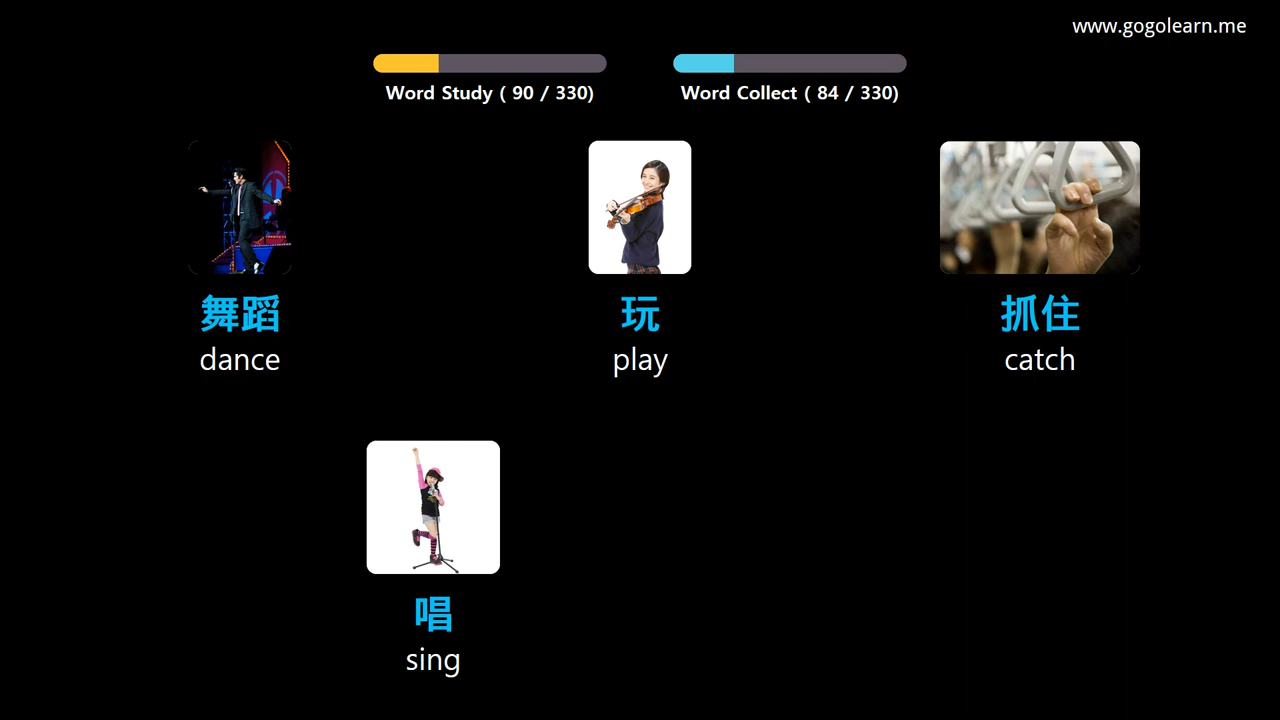 www.gogolearn.me
Word Study ( 90 / 330)
Word Collect ( 84 / 330)
舞蹈
dance
玩
play
抓住
catch
唱
sing